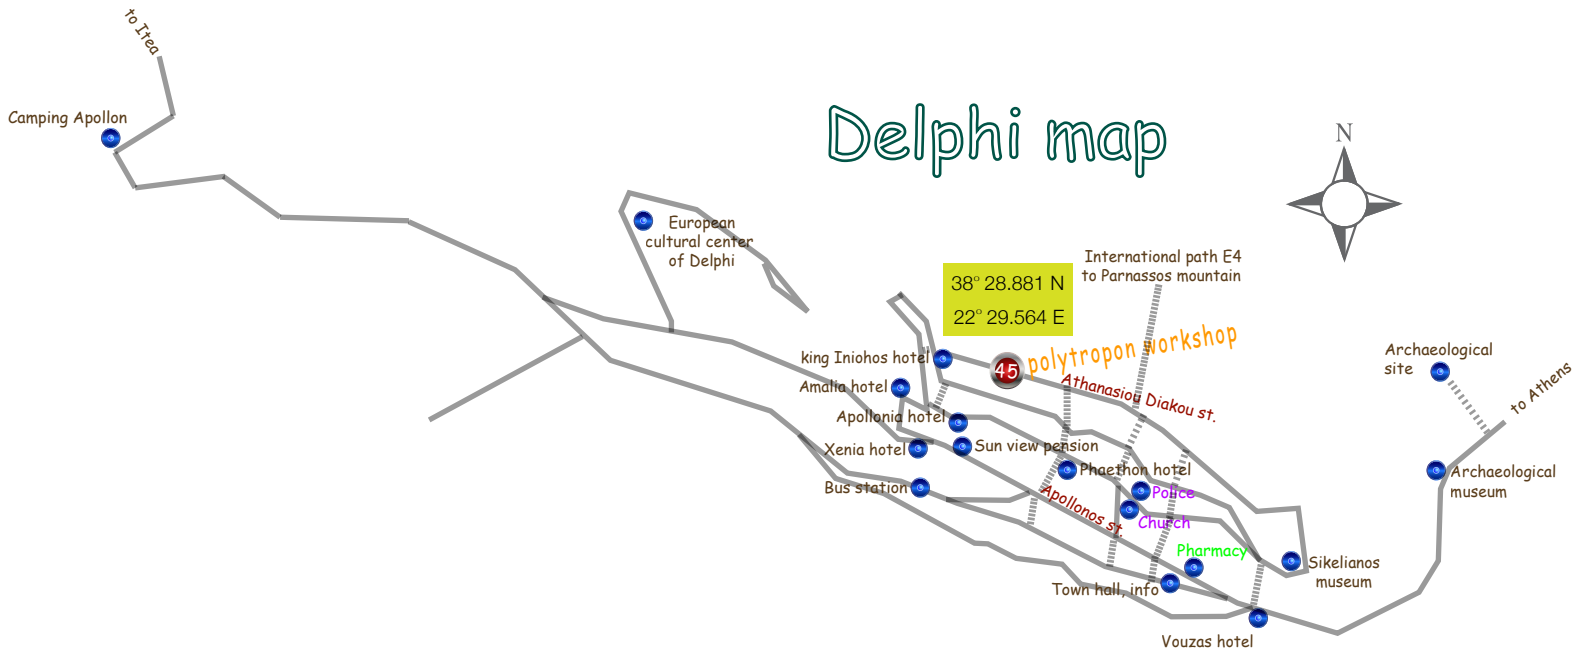 to Itea
Camping Apollon
Delphi map
N
European
cultural center
of Delphi
International path E4
to Parnassos mountain
38° 28.881 N
22° 29.564 E
polytropon workshop
45
king Iniohos hotel
Amalia hotel
Athanasiou Diakou st.
Apollonia hotel
Xenia hotel
Sun view pension
Bus station
Phaethon hotel
Police
Apollonos st.
Church
Pharmacy
Town hall, info
Vouzas hotel
Sikelianos
museum
Archaeological
site
to Athens
Archaeological
museum